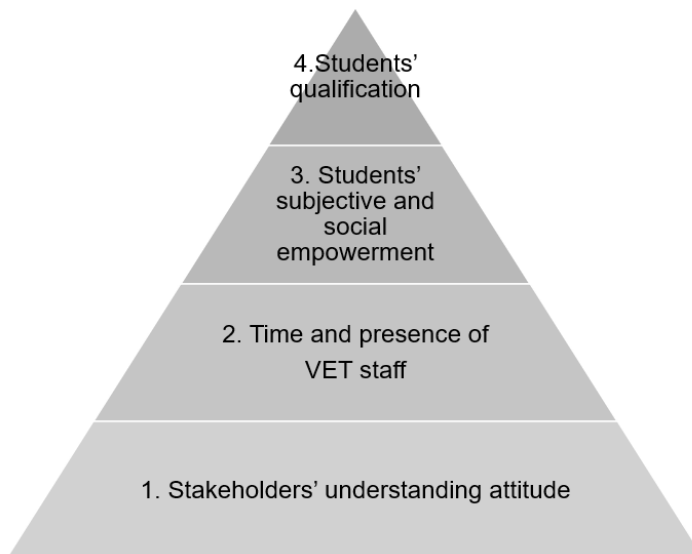 4.Students’
qualification
3. Students’
subjective and
social
empowerment
2. Time and presence of
VET staff
1. Stakeholders’ understanding attitude